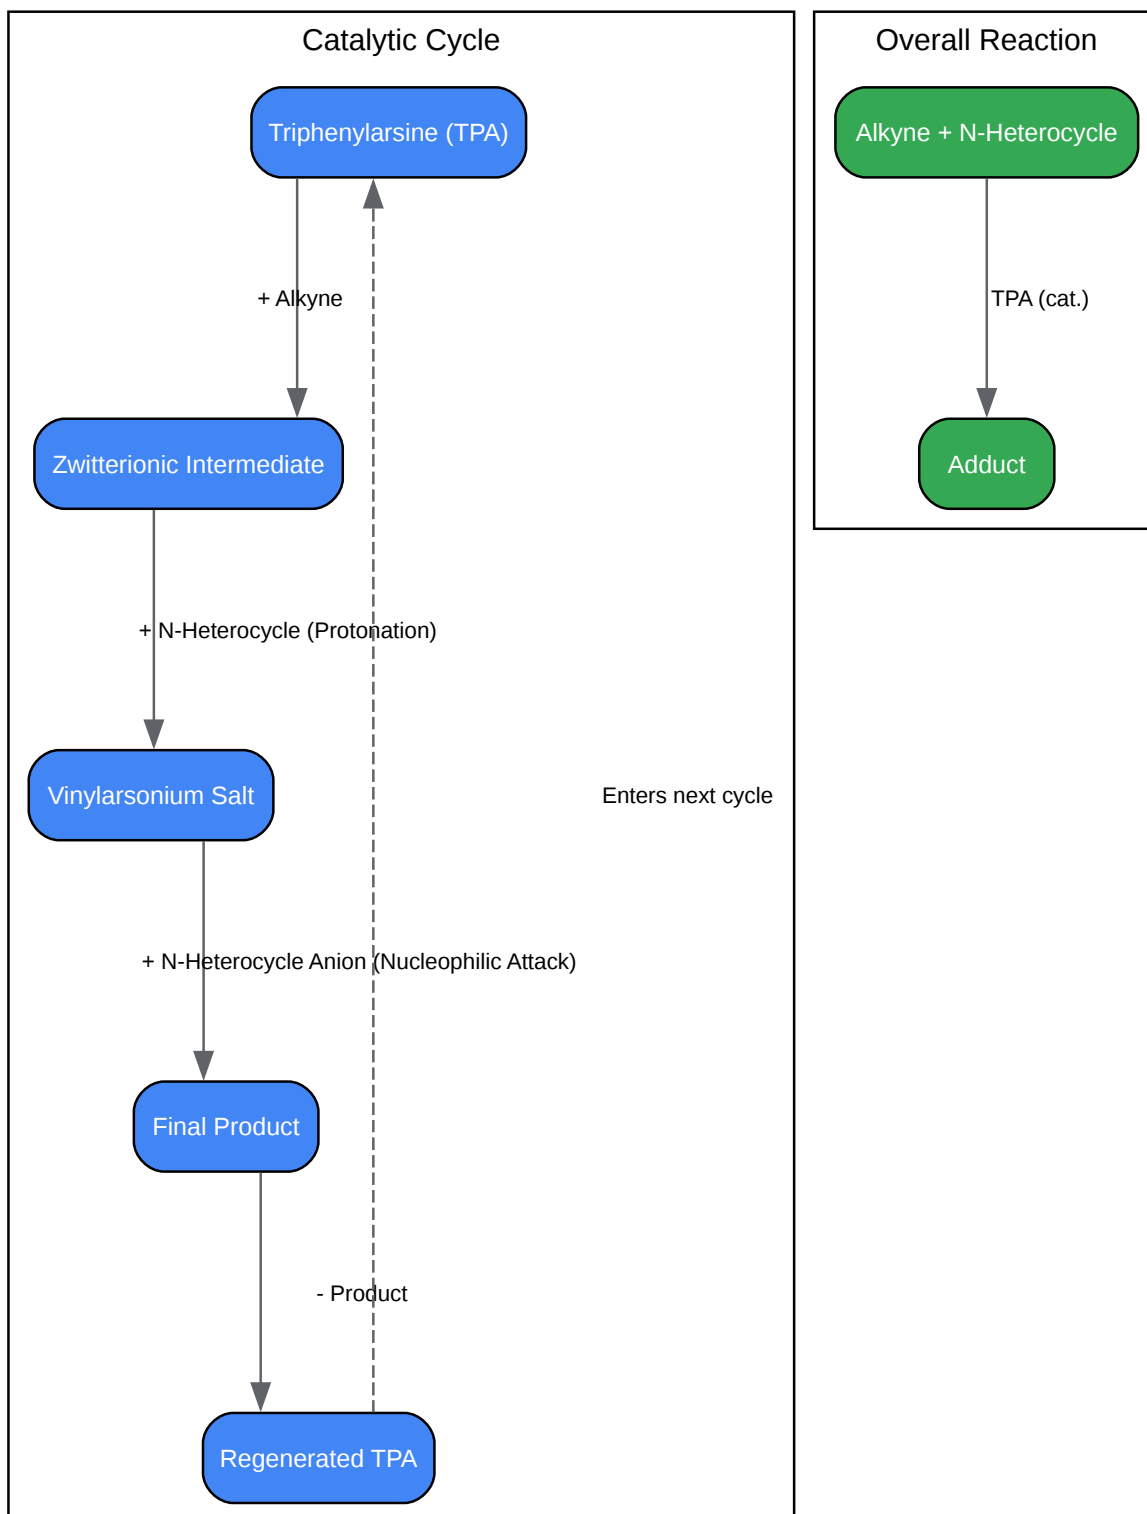 Catalytic Cycle
Triphenylarsine (TPA)
+ Alkyne
Zwitterionic Intermediate
+ N-Heterocycle (Protonation)
Vinylarsonium Salt
Enters next cycle
+ N-Heterocycle Anion (Nucleophilic Attack)
Final Product
- Product
Regenerated TPA
Overall Reaction
Alkyne + N-Heterocycle
TPA (cat.)
Adduct